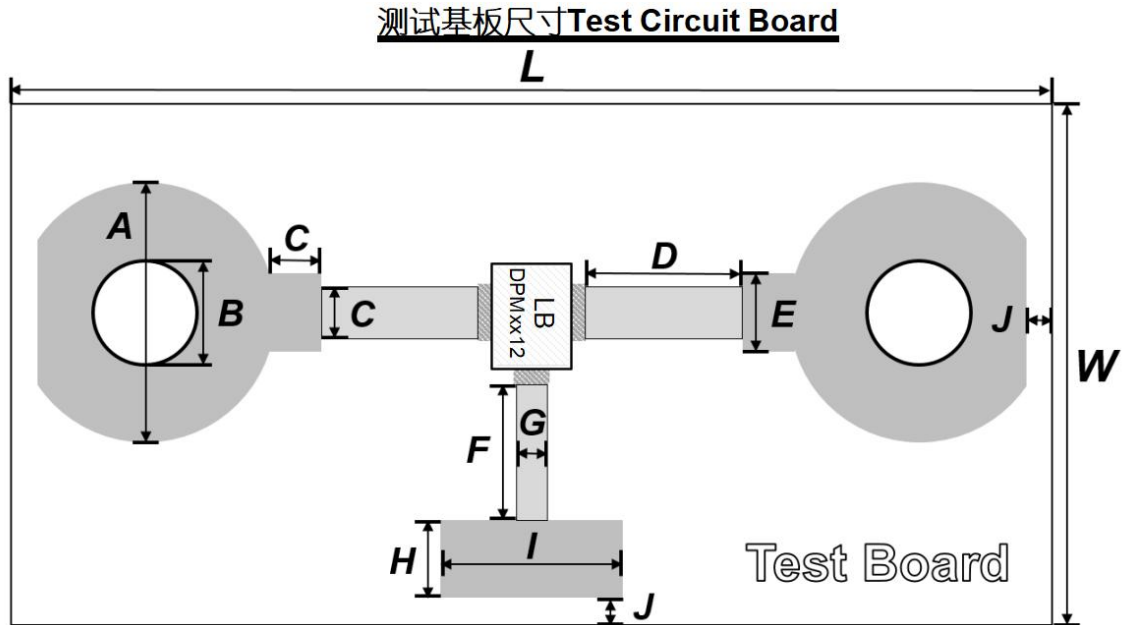 测试基板尺寸Test Circuit Board
L
A
B
C
C
LB
DPMxx12
D
E
J
W
F
G
H
I
J
Test Board